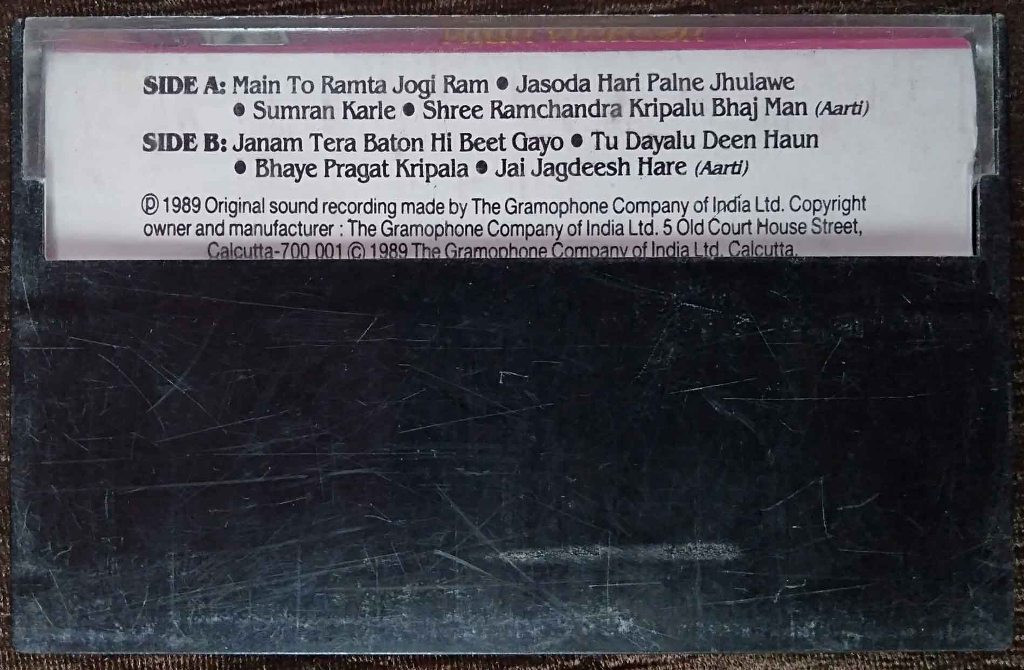 SIDE A: Main To Ramta Jogi Ram ● Jasoda Hari Palne Jhulawe
● Sumran Karle ● Shree Ramchandra Kripalu Bhaj Man (Aarti)
SIDE B: Janam Tera Baton Hi Beet Gayo ● Tu Dayalu Deen Haun
● Bhaye Pragat Kripala ● Jai Jagdeesh Hare (Aarti)
℗ 1989 Original sound recording made by The Gramophone Company of India Ltd. Copyright
owner and manufacturer : The Gramophone Company of India Ltd. 5 Old Court House Street,
Calcutta-700 001 © 1989 The Gramophone Company of India Ltd. Calcutta.